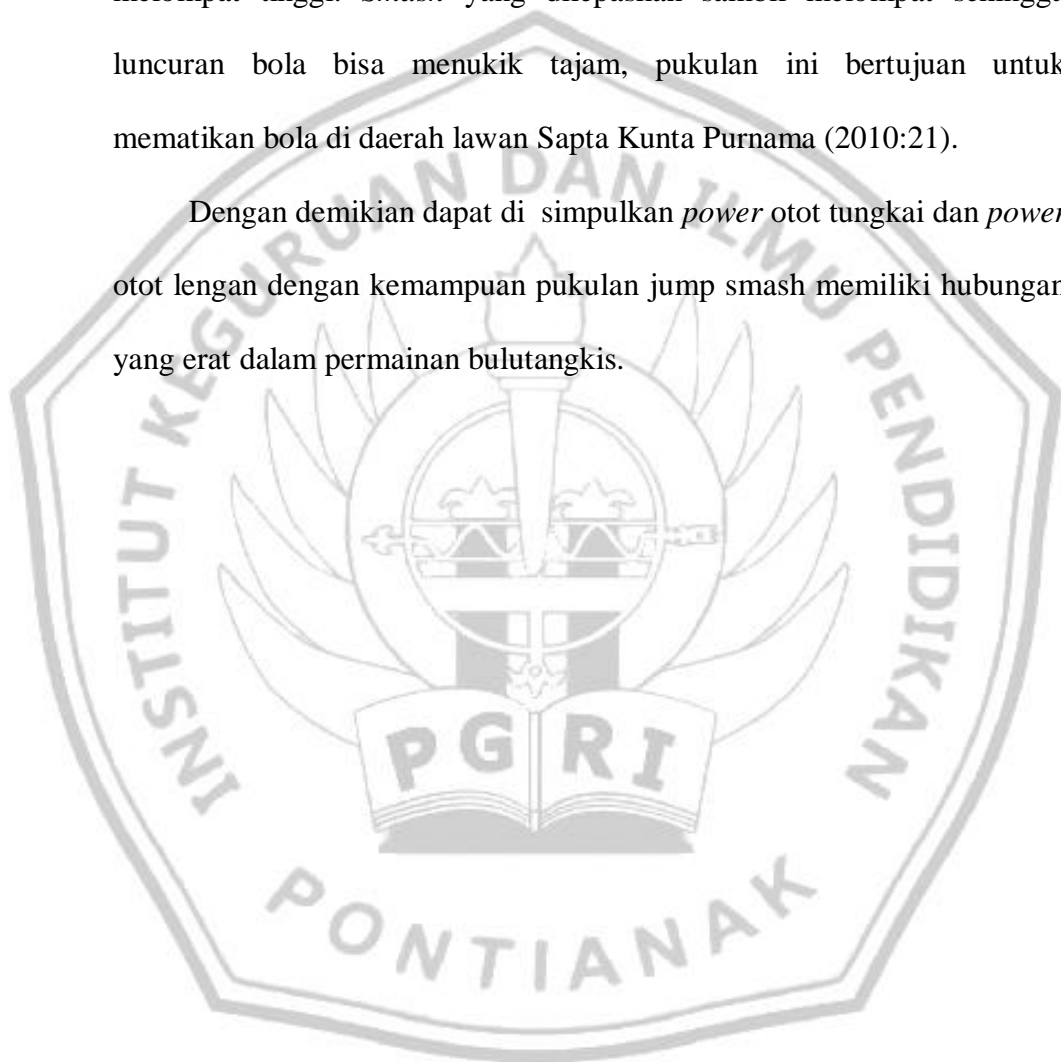 melompat tinggi. Smash yang dilepaskan sambil melompat sehingga
luncuran bola bisa menukik tajam, pukulan ini bertujuan untuk
mematikan bola di daerah lawan Sapta Kunta Purnama (2010:21).
Dengan demikian dapat di simpulkan power otot tungkai dan power
otot lengan dengan kemampuan pukulan jump smash memiliki hubungan
yang erat dalam permainan bulutangkis.
INSTITUT KEGURUAN DAN ILMU PENDIDIKAN
PGRI
PONTIANAK